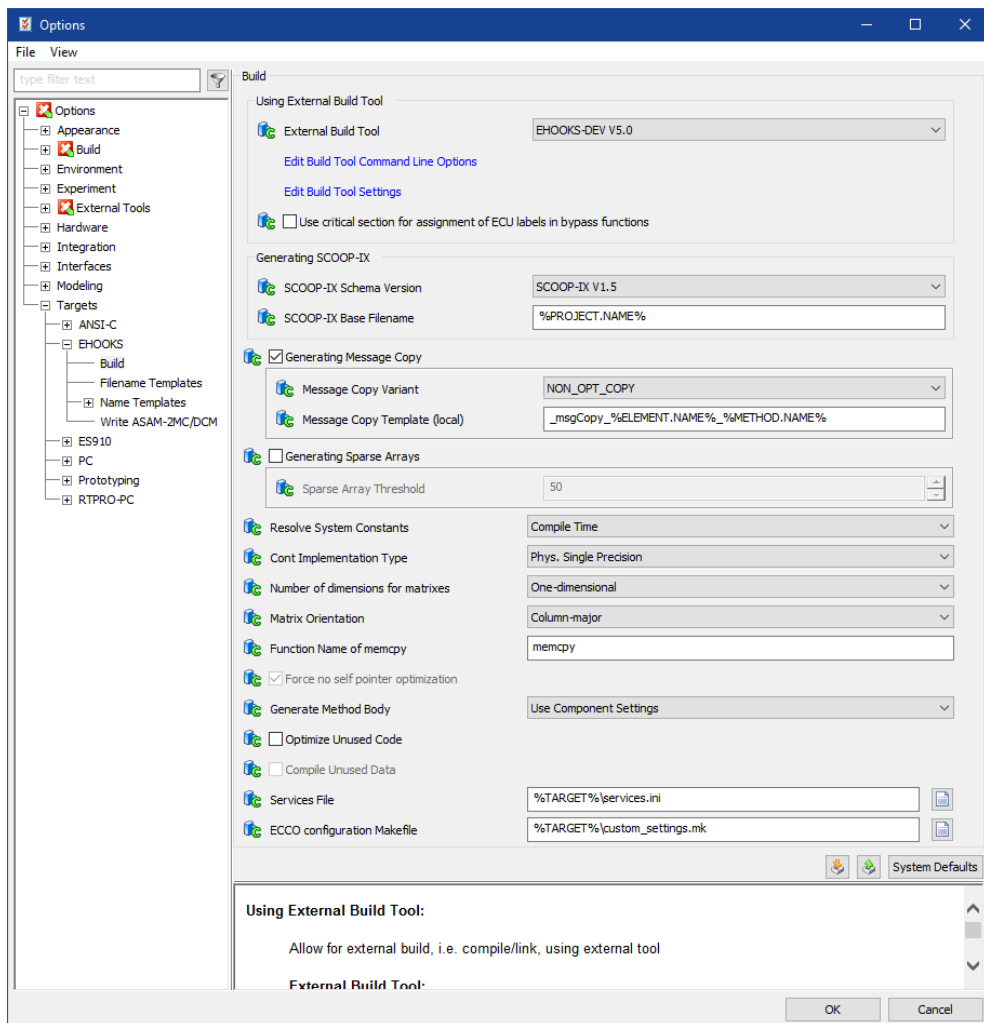 Options
File View
type filter text
Options
Appearance
Build
Environment
Experiment
External Tools
Hardware
Integration
Interfaces
Modeling
Targets
ANSI-C
EHOOKS
Build
Filename Templates
Name Templates
Write ASAM-2MC/DCM
ES910
PC
Prototyping
RTPRO-PC
Build
Using External Build Tool
External Build Tool EHOOKS-DEV V5.0
Edit Build Tool Command Line Options
Edit Build Tool Settings
Use critical section for assignment of ECU labels in bypass functions
Generating SCOOP-IX
SCOOP-IX Schema Version SCOOP-IX V1.5
SCOOP-IX Base Filename %PROJECT.NAME%
Generating Message Copy
Message Copy Variant NON_OPT_COPY
Message Copy Template (local) _msgCopy_%ELEMENT.NAME%_%METHOD.NAME%
Generating Sparse Arrays
Sparse Array Threshold 50
Resolve System Constants Compile Time
Cont Implementation Type Phys. Single Precision
Number of dimensions for matrixes One-dimensional
Matrix Orientation Column-major
Function Name of memcpy memcpy
Force no self pointer optimization
Generate Method Body Use Component Settings
Optimize Unused Code
Compile Unused Data
Services File %TARGET%\services.ini
ECCO configuration Makefile %TARGET%\custom_settings.mk
System Defaults
Using External Build Tool:
Allow for external build, i.e. compile/link, using external tool
External Build Tool:
OK Cancel